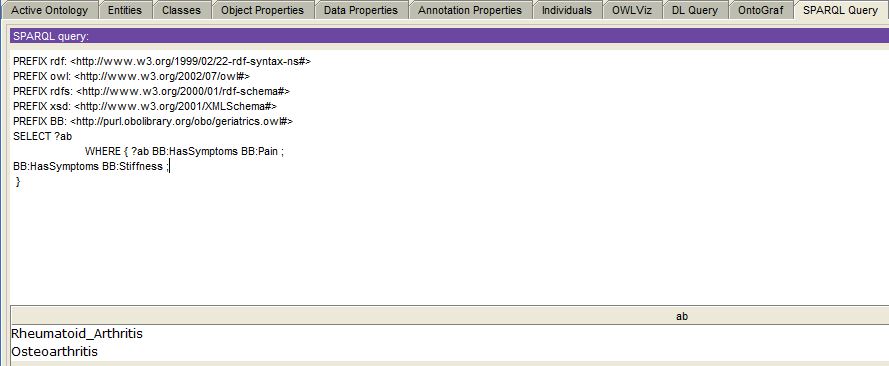 Active Ontology Entities Classes Object Properties Data Properties Annotation Properties Individuals OWLViz DL Query OntoGraf SPARQL Query
SPARQL query:
PREFIX rdf: <http://www.w3.org/1999/02/22-rdf-syntax-ns#>
PREFIX owl: <http://www.w3.org/2002/07/owl#>
PREFIX rdfs: <http://www.w3.org/2000/01/rdf-schema#>
PREFIX xsd: <http://www.w3.org/2001/XMLSchema#>
PREFIX BB: <http://purl.obolibrary.org/obo/geriatrics.owl#>
SELECT ?ab
WHERE { ?ab BB:HasSymptoms BB:Pain ;
BB:HasSymptoms BB:Stiffness ;
}
ab
Rheumatoid_Arthritis
Osteoarthritis